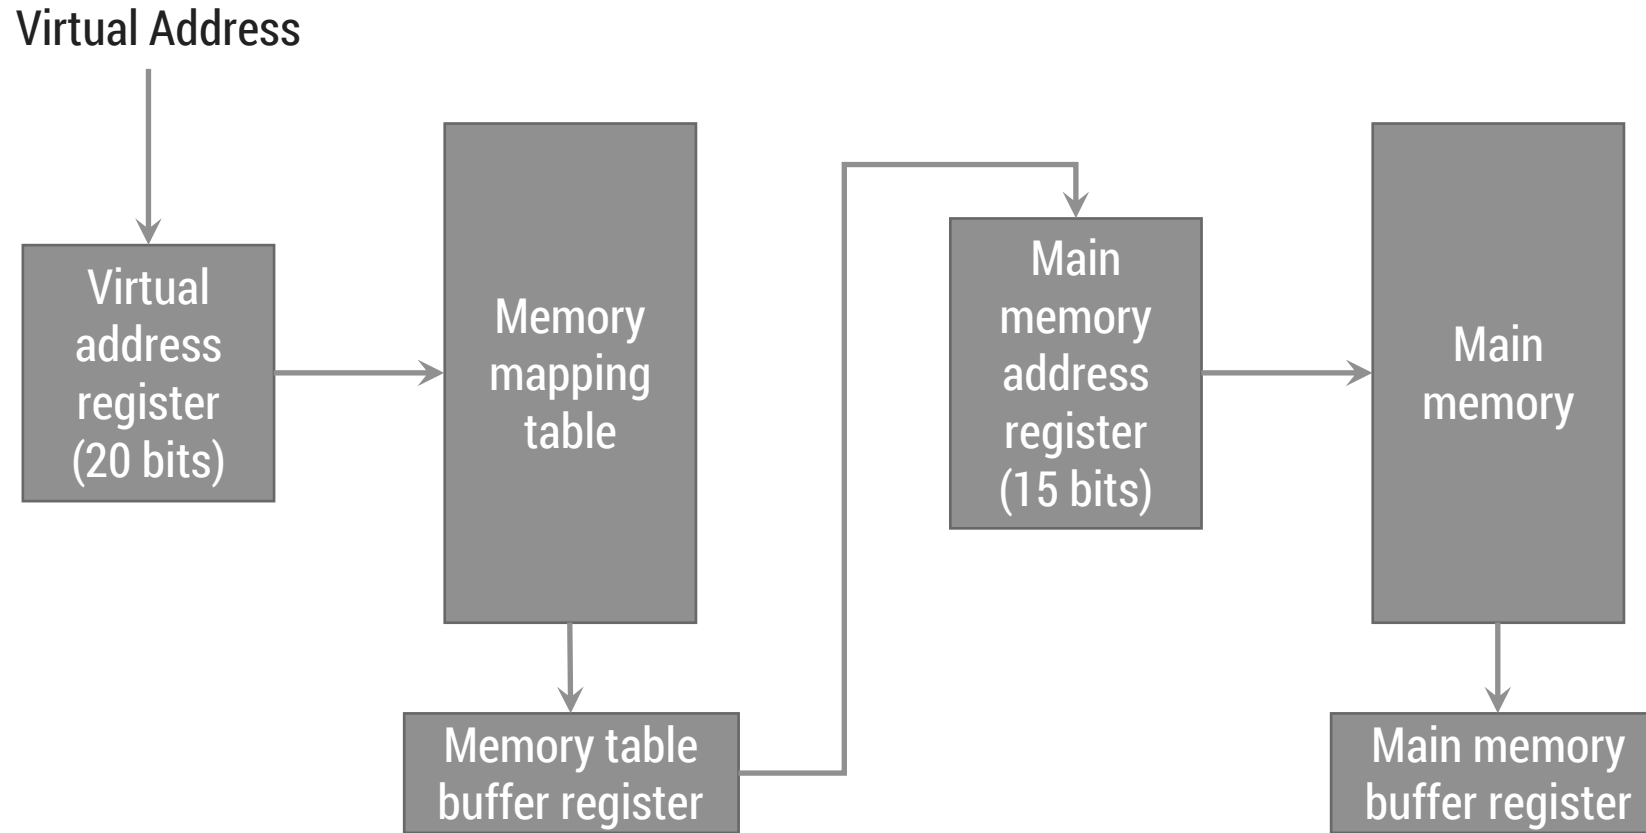 Virtual Address
Virtual
address
register
(20 bits)
Memory
mapping
table
Memory table
buffer register
Main
memory
address
register
(15 bits)
Main
memory
Main memory
buffer register